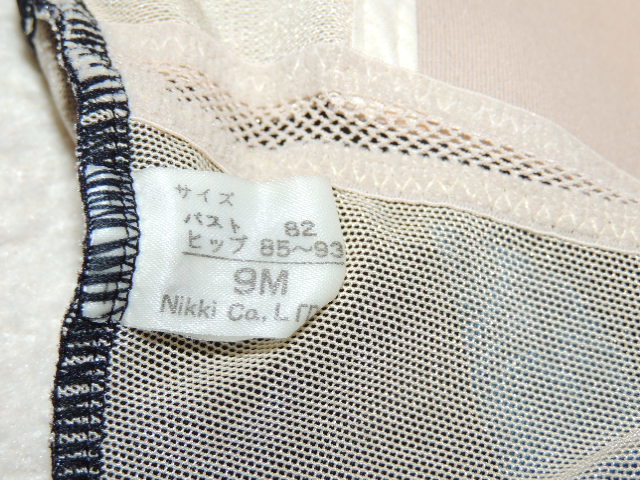 サイズ
バスト 82
ヒップ 85〜93
9M
Nikki Co., L